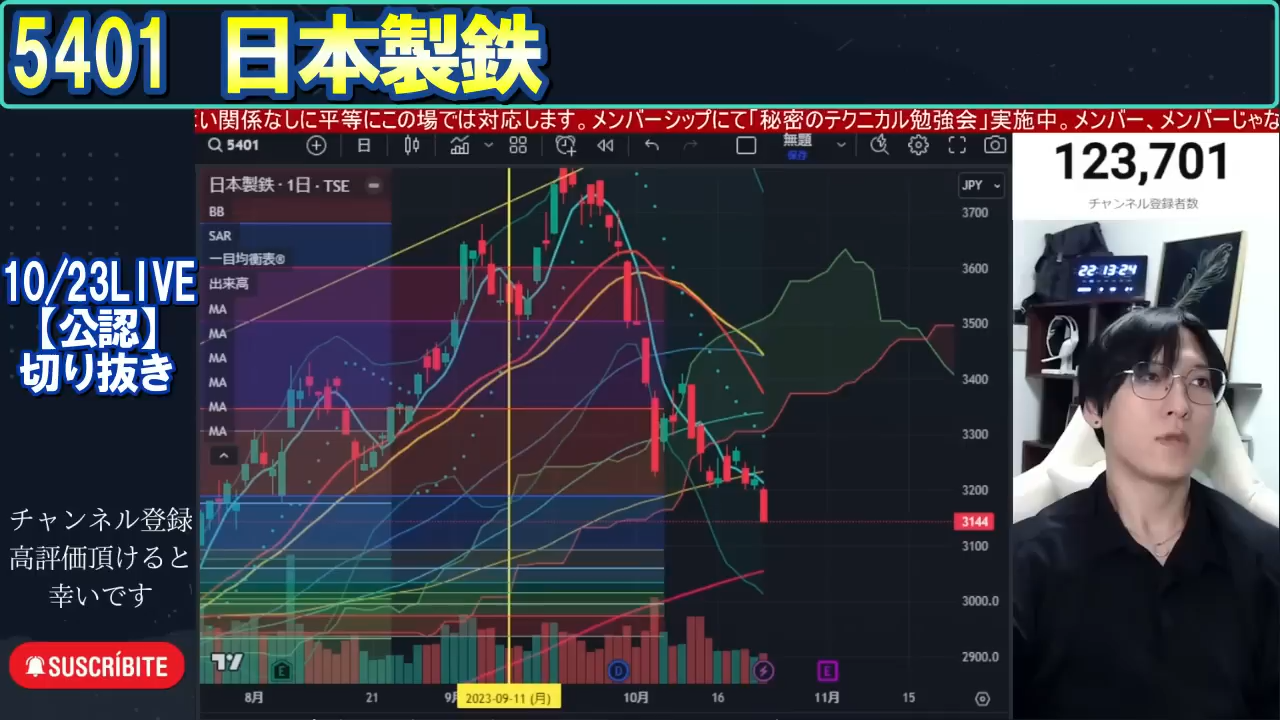 5401 日本製鉄
い関係なしに平等にこの場では対応します。メンバーシップにて「秘密のテクニカル勉強会」実施中。メンバー、メンバーじゃな
5401
日
無題
保存
123,701
チャンネル登録者数
日本製鉄・1日・TSE
JPY
BB
SAR
一目均衡表®
出来高
MA
MA
MA
MA
MA
MA
3700
3600
3500
3400
3300
3200
3144
3100
3000.0
2900.0
22:13:24
10/23LIVE
【公認】
切り抜き
チャンネル登録
高評価頂けると
幸いです
SUSCRÍBITE
E
D
E
8月
21
9月
2023-09-11 (月)
10月
16
11月
15